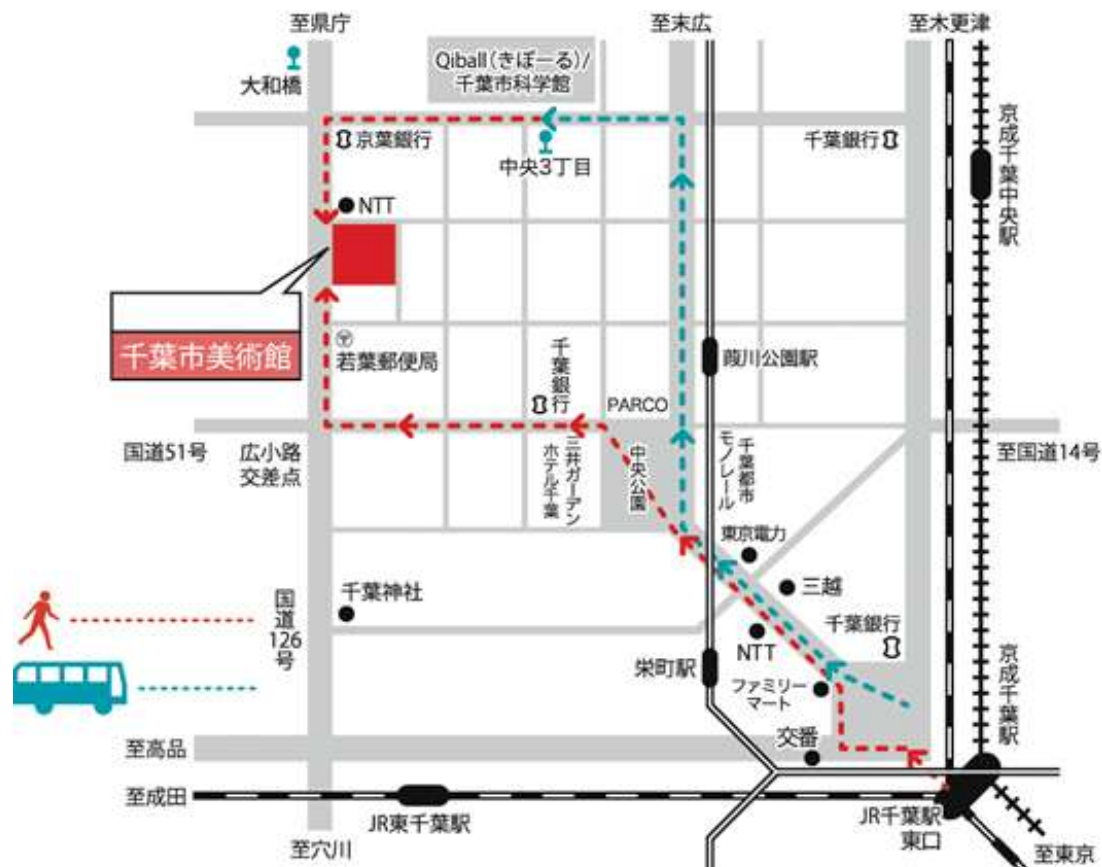 至県庁
至末広
至木更津
大和橋
Qiball(きぼーる)/
千葉市科学館
京葉銀行
中央3丁目
千葉銀行
京成千葉中央駅
NTT
千葉市美術館
若葉郵便局
千葉銀行
PARCO
葭川公園駅
国道51号
広小路
交差点
三井ガーデン
ホテル千葉
中央公園
千葉都市
モノレール
至国道14号
東京電力
三越
千葉神社
国道126号
千葉銀行
NTT
栄町駅
ファミリー
マート
京成千葉駅
交番
至高品
至成田
JR東千葉駅
JR千葉駅
東口
至穴川
至東京